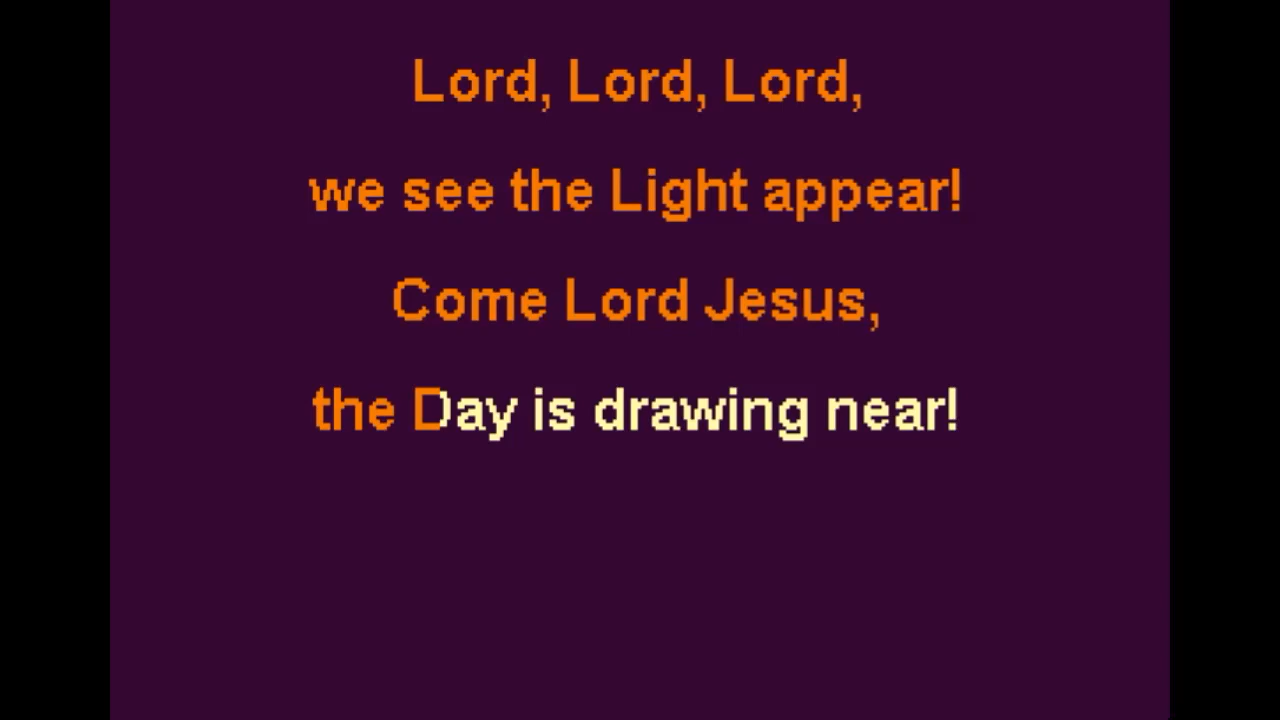 Lord, Lord, Lord,
we see the Light appear!
Come Lord Jesus,
the Day is drawing near!